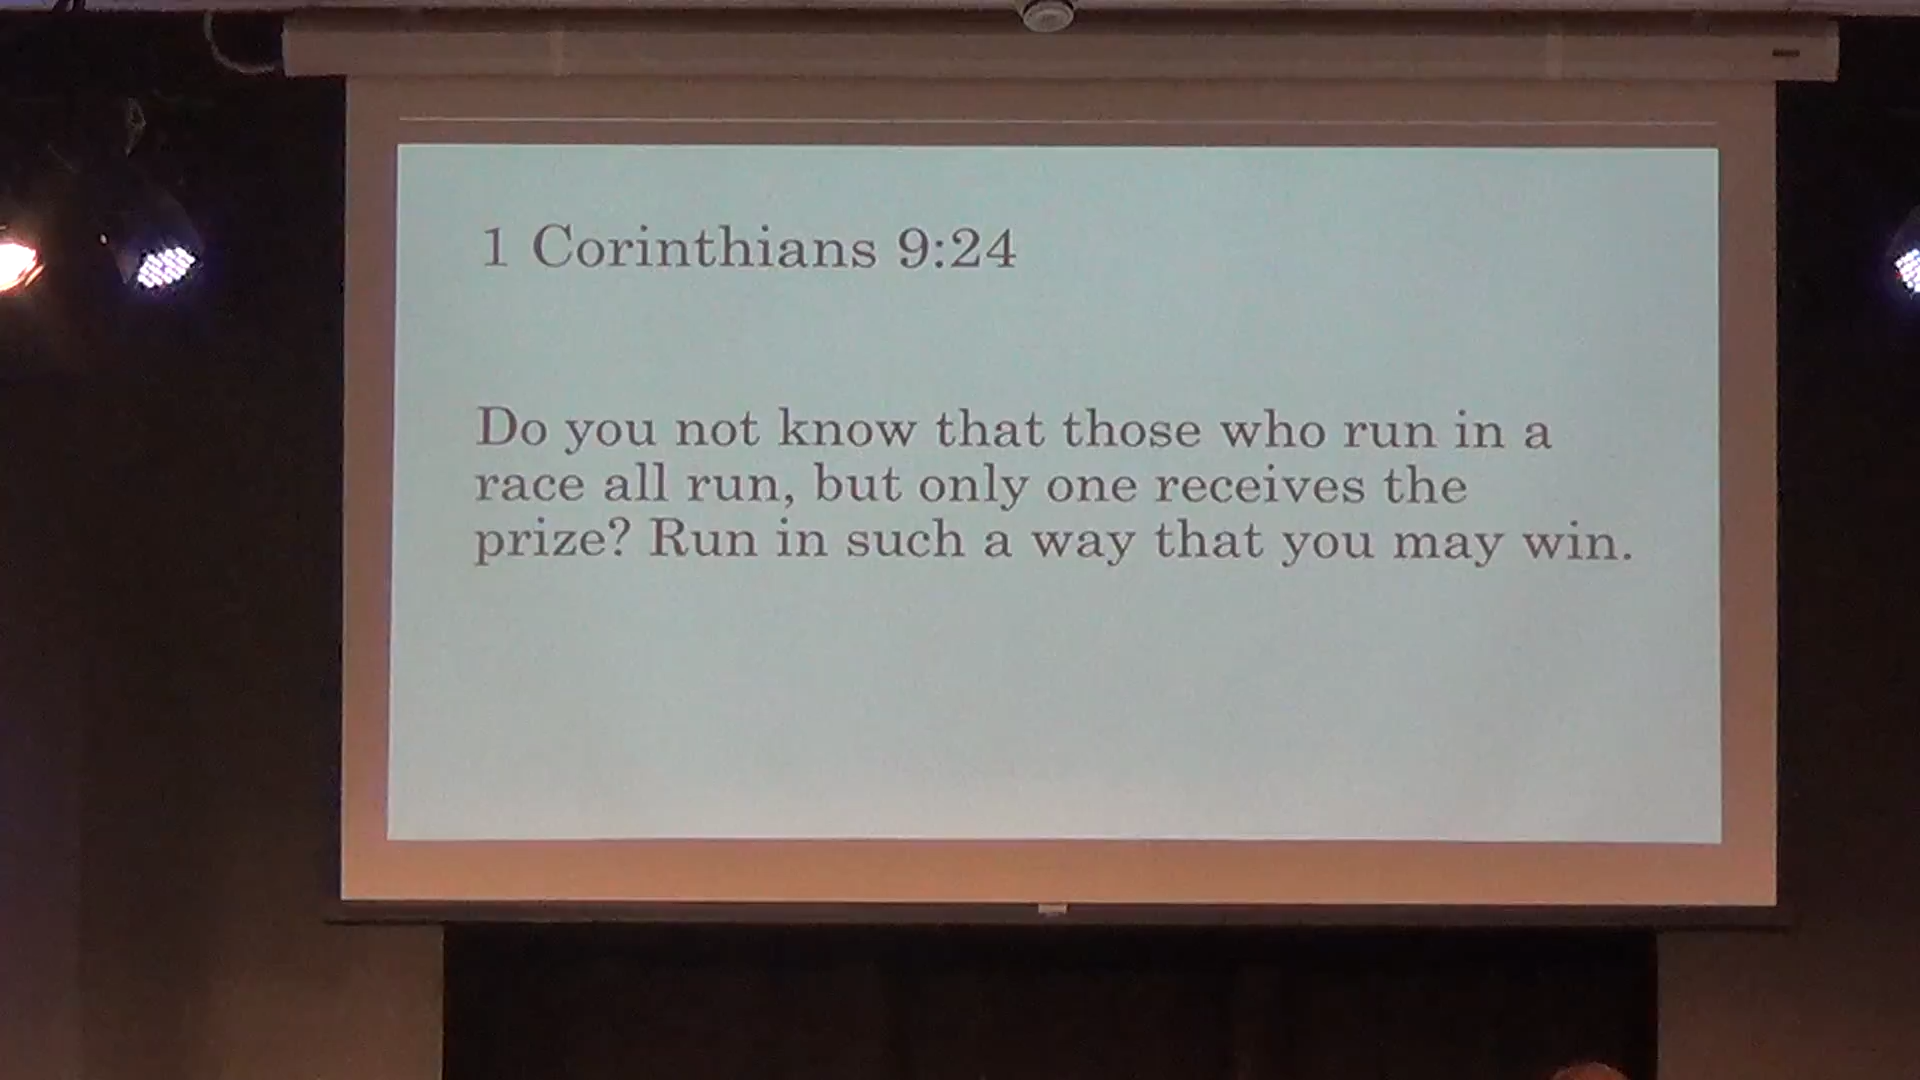 1 Corinthians 9:24
Do you not know that those who run in a
race all run, but only one receives the
prize? Run in such a way that you may win.